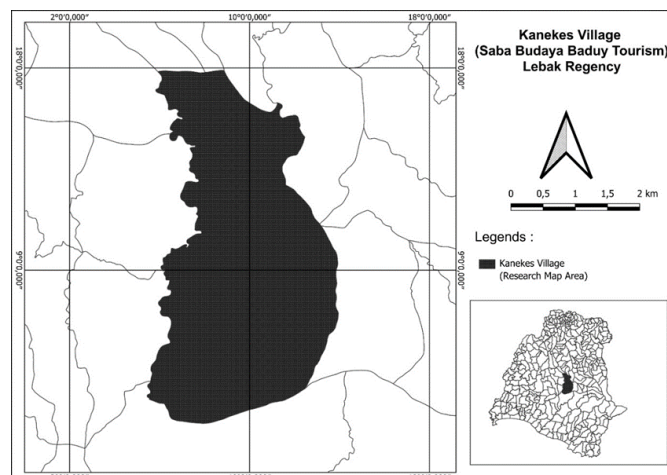 2°0'0,000"
10°0'0,000"
18°0'0,000"
18°0'0,000"
18°0'0,000"
9°0'0,000"
9°0'0,000"
Kanekes Village
(Saba Budaya Baduy Tourism)
Lebak Regency
0 0,5 1 1,5 2 km
Legends :
Kanekes Village
(Research Map Area)